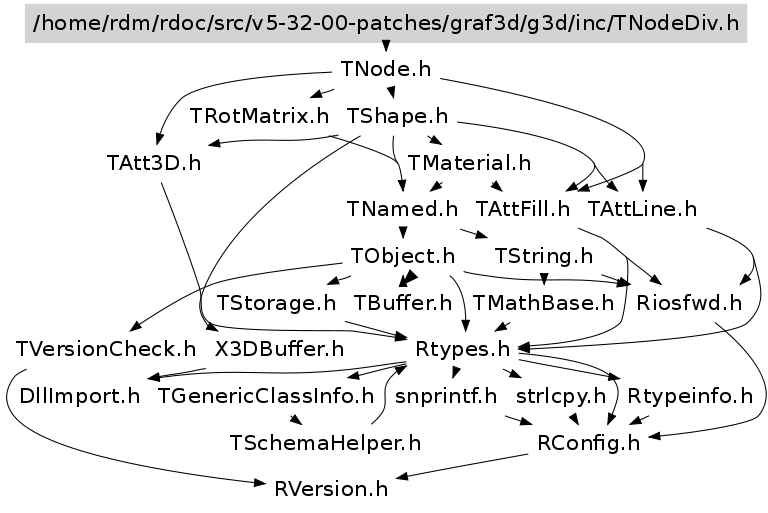 /home/rdm/rdoc/src/v5-32-00-patches/graf3d/g3d/inc/TNodeDiv.h
TNode.h
TRotMatrix.h TShape.h
TAtt3D.h TMaterial.h
TNamed.h TAttFill.h TAttLine.h
TObject.h TString.h
TStorage.h TBuffer.h TMathBase.h Riosfwd.h
TVersionCheck.h X3DBuffer.h Rtypes.h
DllImport.h TGenericClassInfo.h snprintf.h strlcpy.h Rtypeinfo.h
TSchemaHelper.h RConfig.h
RVersion.h